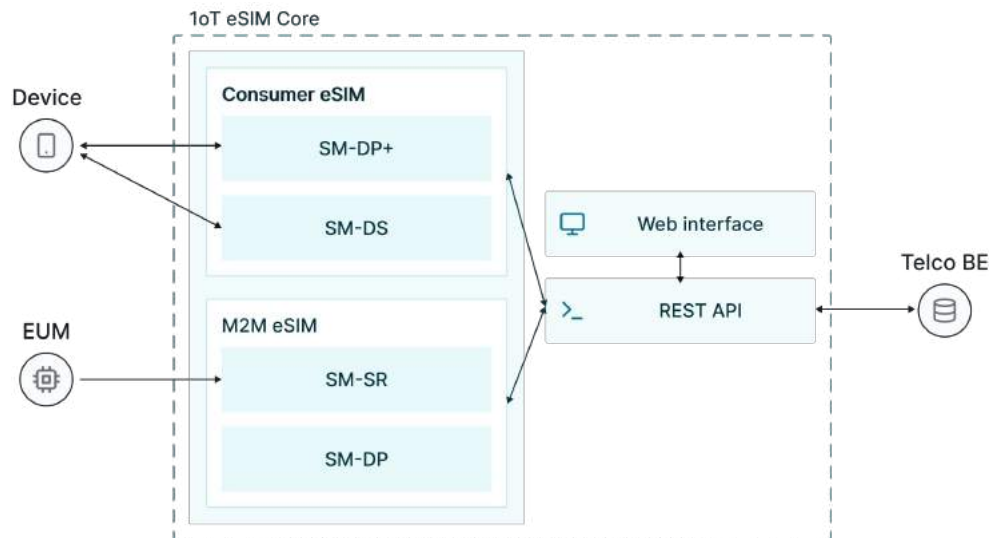 1oT eSIM Core
Device
Consumer eSIM
SM-DP+
SM-DS
Web interface
Telco BE
REST API
M2M eSIM
EUM
SM-SR
SM-DP